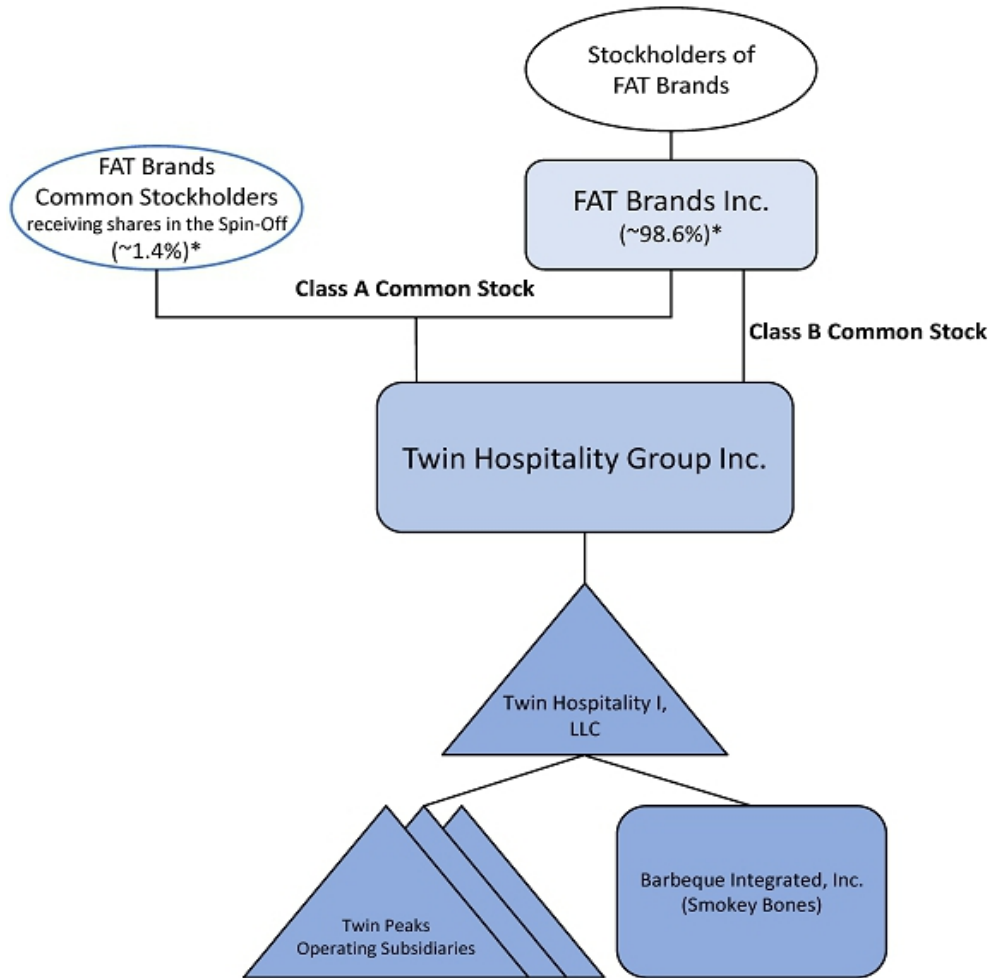 Stockholders of
FAT Brands
FAT Brands
Common Stockholders
receiving shares in the Spin-Off
(~1.4%)*
FAT Brands Inc.
(~98.6%)*
Class A Common Stock
Class B Common Stock
Twin Hospitality Group Inc.
Twin Hospitality I,
LLC
Twin Peaks
Operating Subsidiaries
Barbeque Integrated, Inc.
(Smokey Bones)